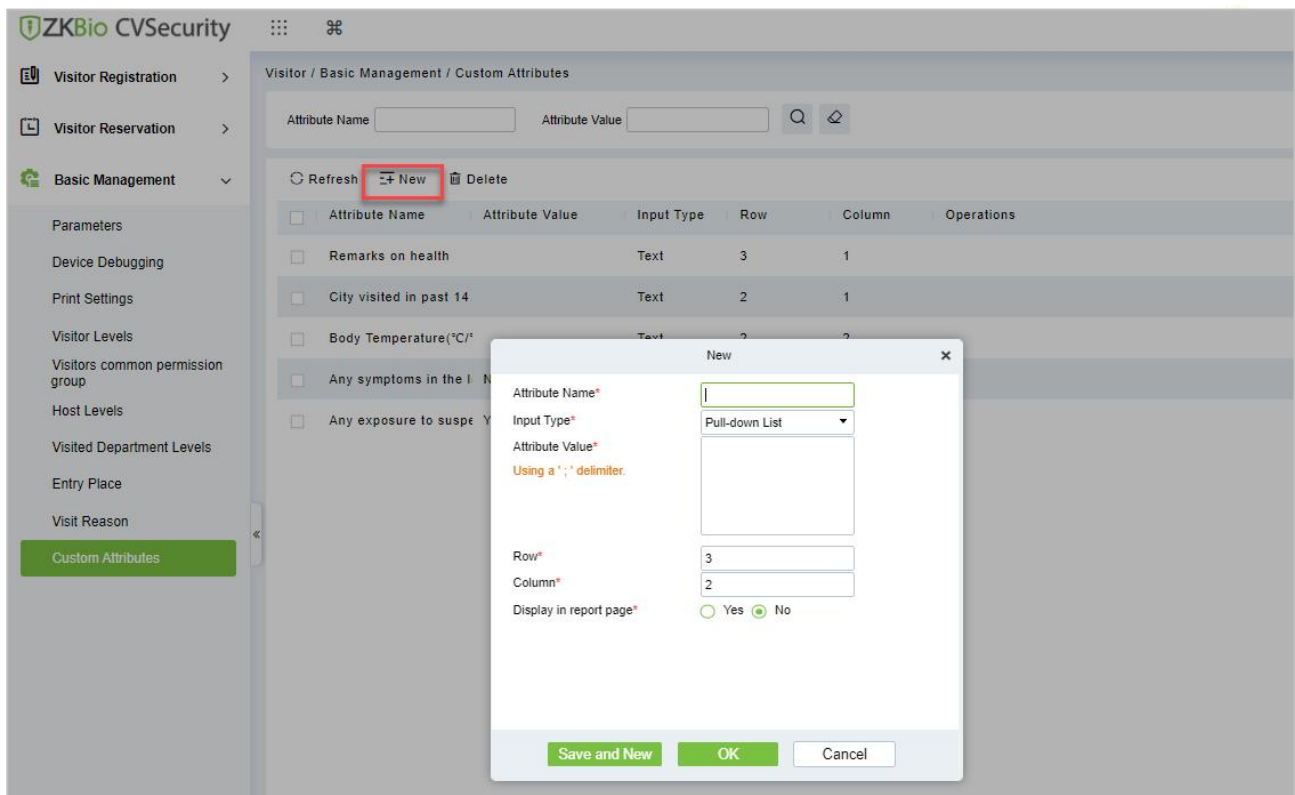 ZKBio CVSecurity
Visitor Registration
Visitor Reservation
Basic Management
Parameters
Device Debugging
Print Settings
Visitor Levels
Visitors common permission
group
Host Levels
Visited Department Levels
Entry Place
Visit Reason
Custom Attributes
Visitor / Basic Management / Custom Attributes
Attribute Name Attribute Value
Refresh New Delete
Attribute Name Attribute Value Input Type Row Column Operations
Remarks on health Text 3 1
City visited in past 14 Text 2 1
Body Temperature(°C/° Text 2 2
Any symptoms in the l N
Any exposure to suspe Y
New ×
Attribute Name*
Input Type* Pull-down List
Attribute Value*
Using a ' ; ' delimiter.
Row* 3
Column* 2
Display in report page* Yes No
Save and New OK Cancel